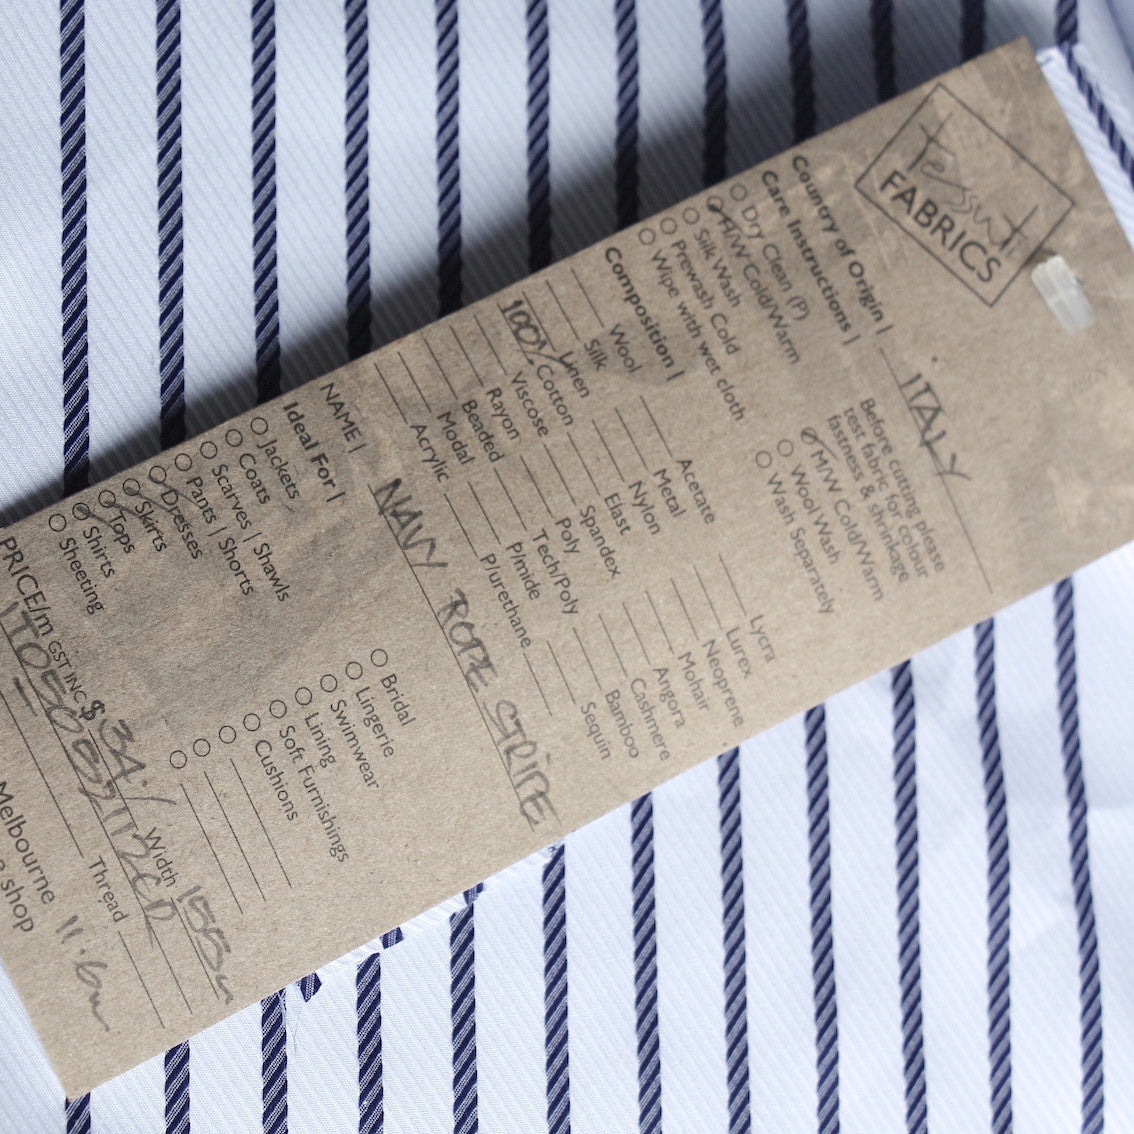 Tessuti
FABRICS
Country of Origin | ITALY
Care Instructions |
Dry Clean (P)
H/W Cold/Warm
Silk Wash
Prewash Cold
Wipe with wet cloth
Before cutting please
test fabric for colour
fastness & shrinkage
M/W Cold/Warm
Wool Wash
Wash Separately
Composition |
Wool
Silk
Linen
100% Cotton
Viscose
Rayon
Beaded
Modal
Acrylic
Acetate
Metal
Nylon
Elast
Spandex
Poly
Tech/Poly
P/mide
P/urethane
Lycra
Lurex
Neoprene
Mohair
Angora
Cashmere
Bamboo
Sequin
NAME | NAVY ROPE STRIPE
Ideal For |
Jackets
Coats
Scarves | Shawls
Pants | Shorts
Dresses
Skirts
Tops
Shirts
Sheeting
Bridal
Lingerie
Swimwear
Lining
Soft Furnishings
Cushions
PRICE/m GST INC $34./ Width 155cm
Thread
Melbourne 11.6m
shop